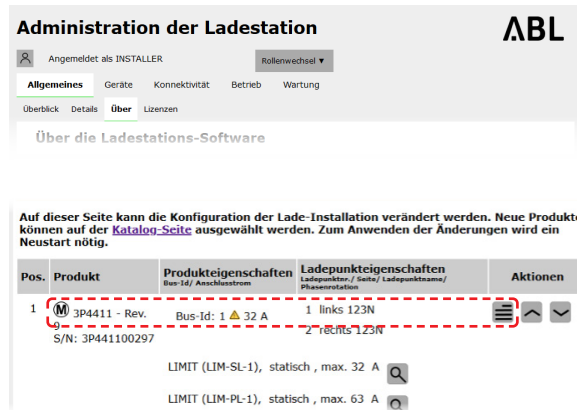 Administration der Ladestation
ABL
Angemeldet als INSTALLER
Rollenwechsel ▼
Allgemeines Geräte Konnektivität Betrieb Wartung
Überblick Details Über Lizenzen
Über die Ladestations-Software
Auf dieser Seite kann die Konfiguration der Lade-Installation verändert werden. Neue Produkte
können auf der Katalog-Seite ausgewählt werden. Zum Anwenden der Änderungen wird ein
Neustart nötig.
Pos. Produkt Produkteigenschaften Ladepunkteigenschaften Aktionen
Bus-Id/ Anschlusstrom Ladepunktnr./ Seite/ Ladepunktname/
Phasenrotation
1 M 3P4411 - Rev. Bus-Id: 1 32 A 1 links 123N
9 2 rechts 123N
S/N: 3P441100297
LIMIT (LIM-SL-1), statisch , max. 32 A
LIMIT (LIM-PL-1), statisch , max. 63 A